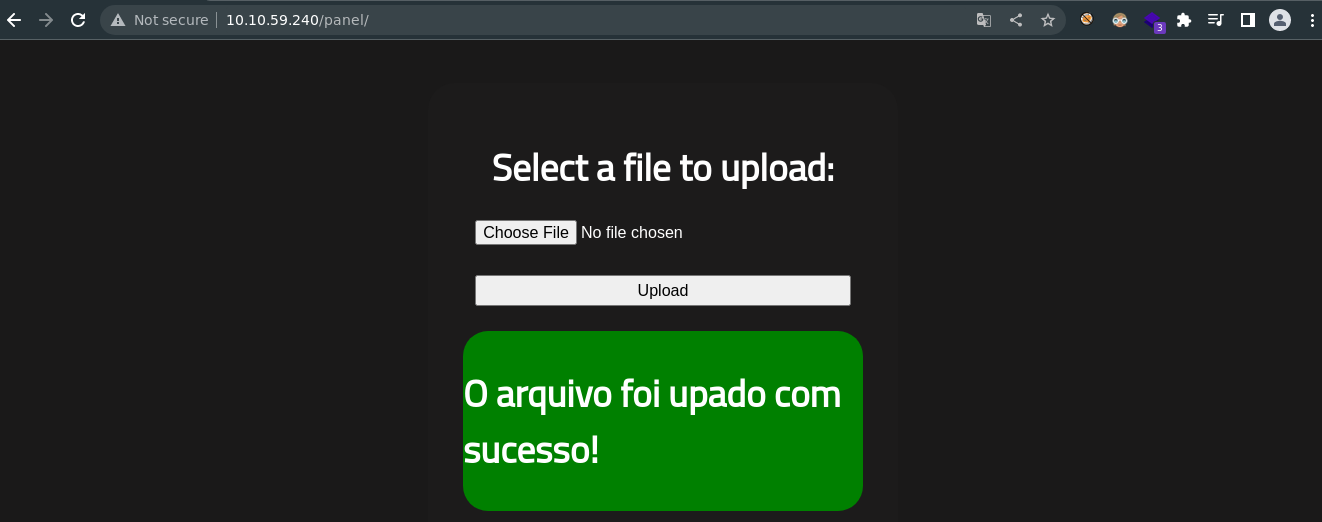 Not secure 10.10.59.240/panel/
3
Select a file to upload:
Choose File No file chosen
Upload
O arquivo foi upado com
sucesso!